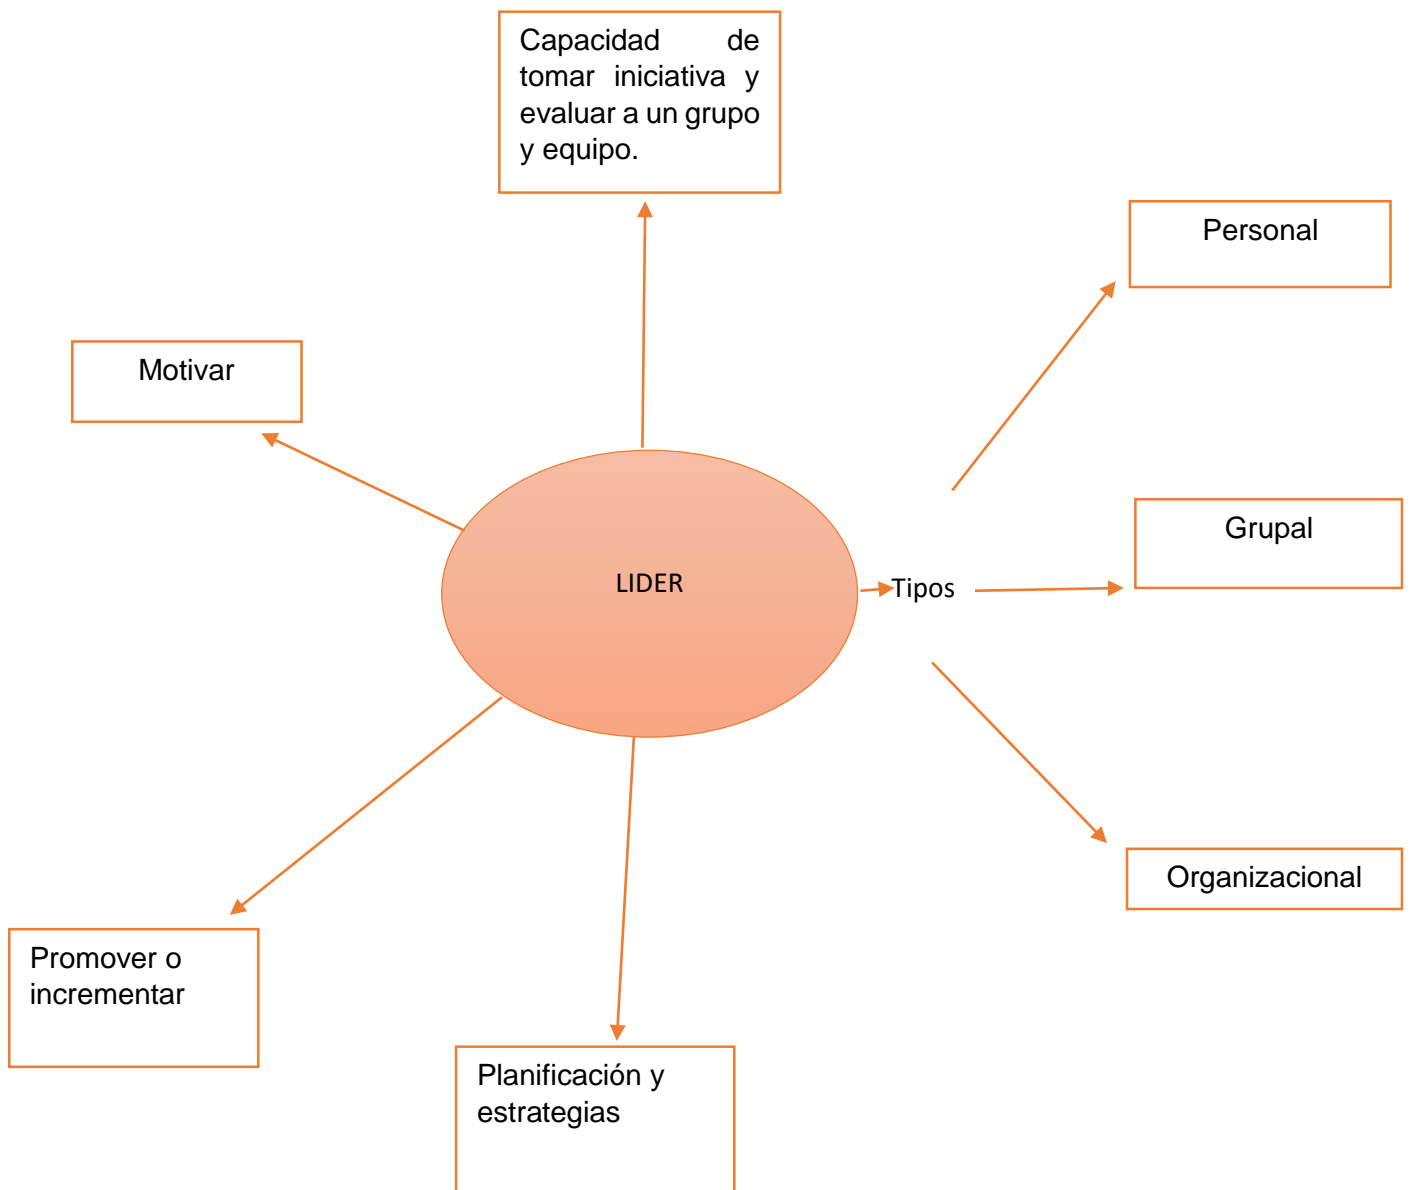 Capacidad de
tomar iniciativa y
evaluar a un grupo
y equipo.
Personal
Motivar
Grupal
LIDER
Tipos
Organizacional
Promover o
incrementar
Planificación y
estrategias